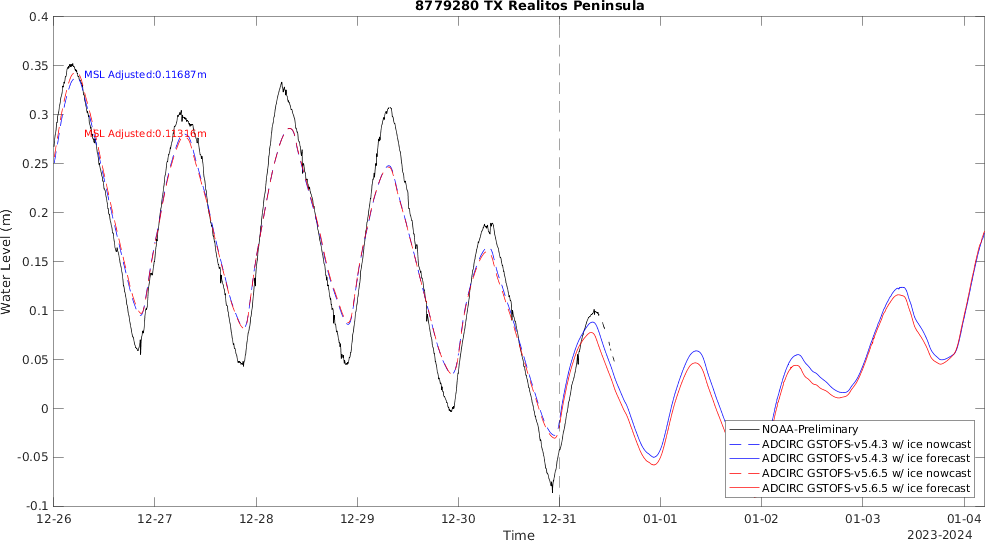 8779280 TX Realitos Peninsula
0.4
0.35
0.3
0.25
0.2
0.15
0.1
0.05
0
-0.05
-0.1
Water Level (m)
MSL Adjusted:0.11687m
MSL Adjusted:0.11316m
NOAA-Preliminary
ADCIRC GSTOFS-v5.4.3 w/ ice nowcast
ADCIRC GSTOFS-v5.4.3 w/ ice forecast
ADCIRC GSTOFS-v5.6.5 w/ ice nowcast
ADCIRC GSTOFS-v5.6.5 w/ ice forecast
12-26 12-27 12-28 12-29 12-30 12-31 01-01 01-02 01-03 01-04
Time
2023-2024